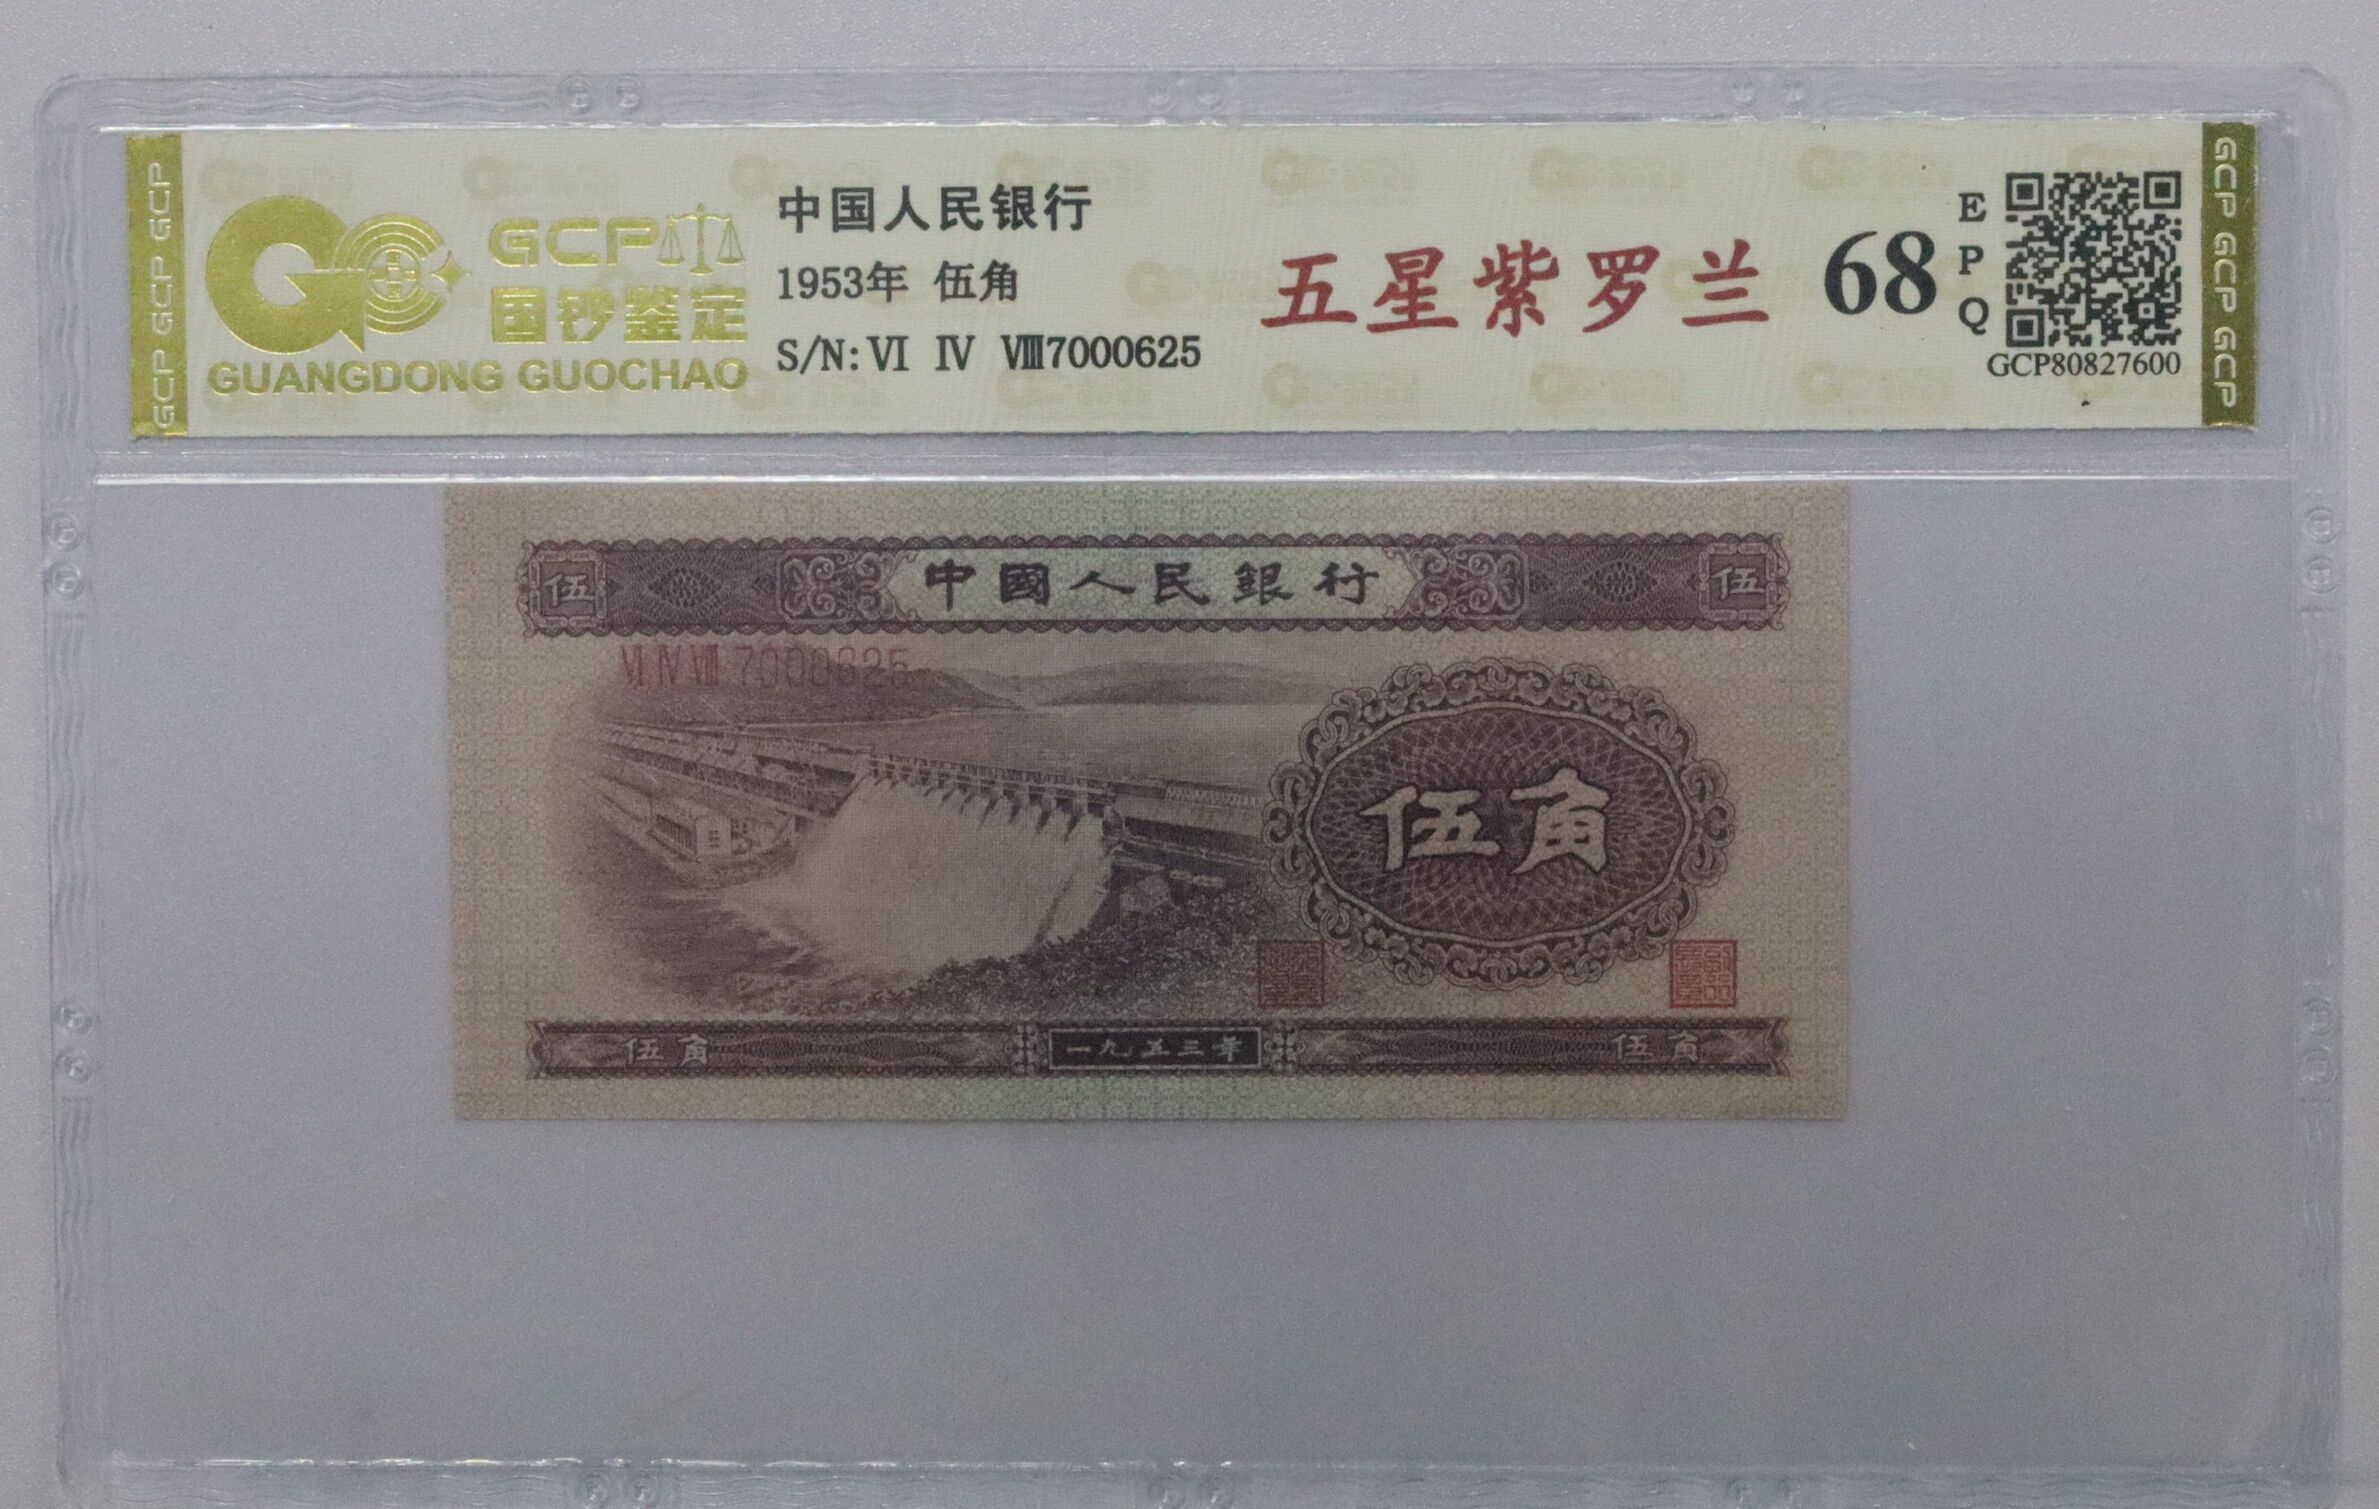 GCP GCP GCP
GCP
国钞鉴定
GUANGDONG GUOCHAO
中国人民银行
1953年 伍角
S/N:Ⅵ Ⅳ Ⅷ7000625
五星紫罗兰
68
EPQ
GCP80827600
GCP GCP GCP
伍 中國人民銀行 伍
Ⅵ Ⅳ Ⅷ 7000625
伍角
伍角 一九五三年 伍角